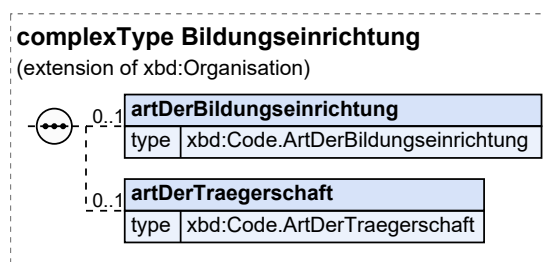 complexType Bildungseinrichtung
(extension of xbd:Organisation)
0..1 artDerBildungseinrichtung
type xbd:Code.ArtDerBildungseinrichtung
0..1 artDerTraegerschaft
type xbd:Code.ArtDerTraegerschaft